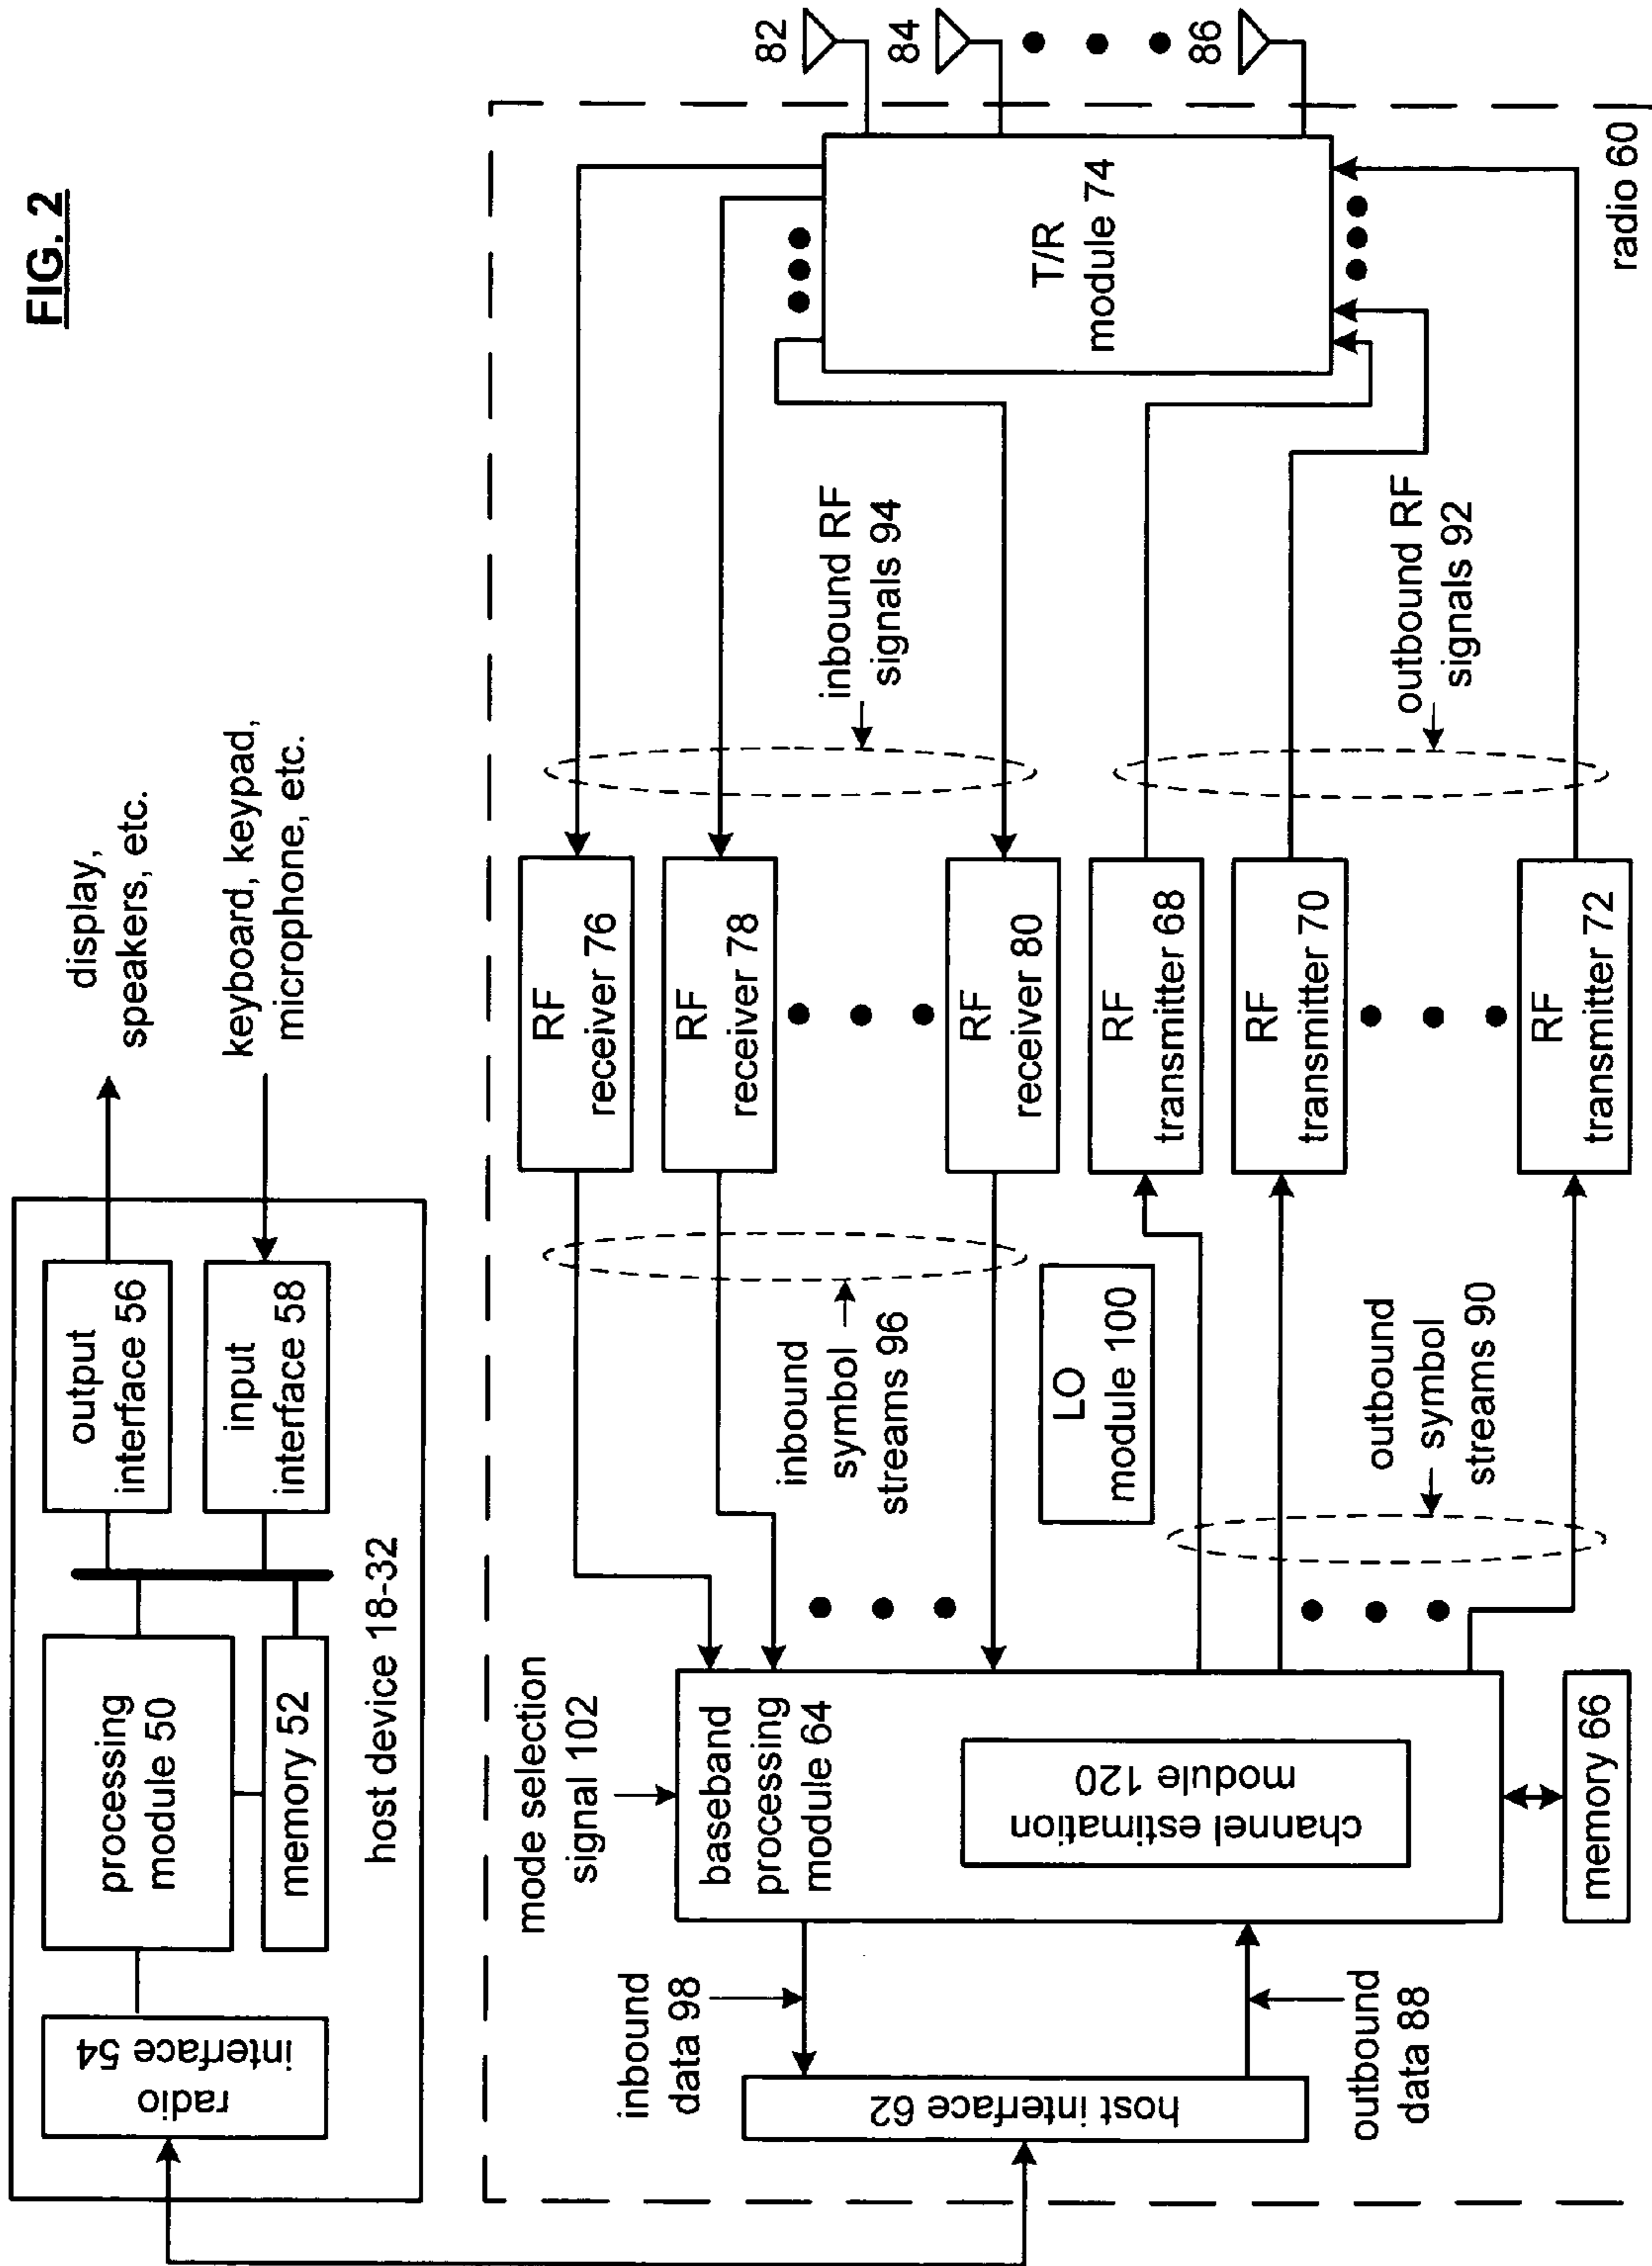 FIG. 2
display,
speakers, etc.
keyboard, keypad,
microphone, etc.
output
interface 56
input
interface 58
processing
module 50
memory 52
radio
interface 54
host device 18-32
mode selection
signal 102
inbound
data 98
host interface 62
outbound
data 88
baseband
processing
module 64
channel estimation
module 120
memory 66
inbound
symbol
streams 96
LO
module 100
outbound
symbol
streams 90
RF
receiver 76
RF
receiver 78
RF
receiver 80
RF
transmitter 68
RF
transmitter 70
RF
transmitter 72
inbound RF
signals 94
outbound RF
signals 92
T/R
module 74
82
84
86
radio 60